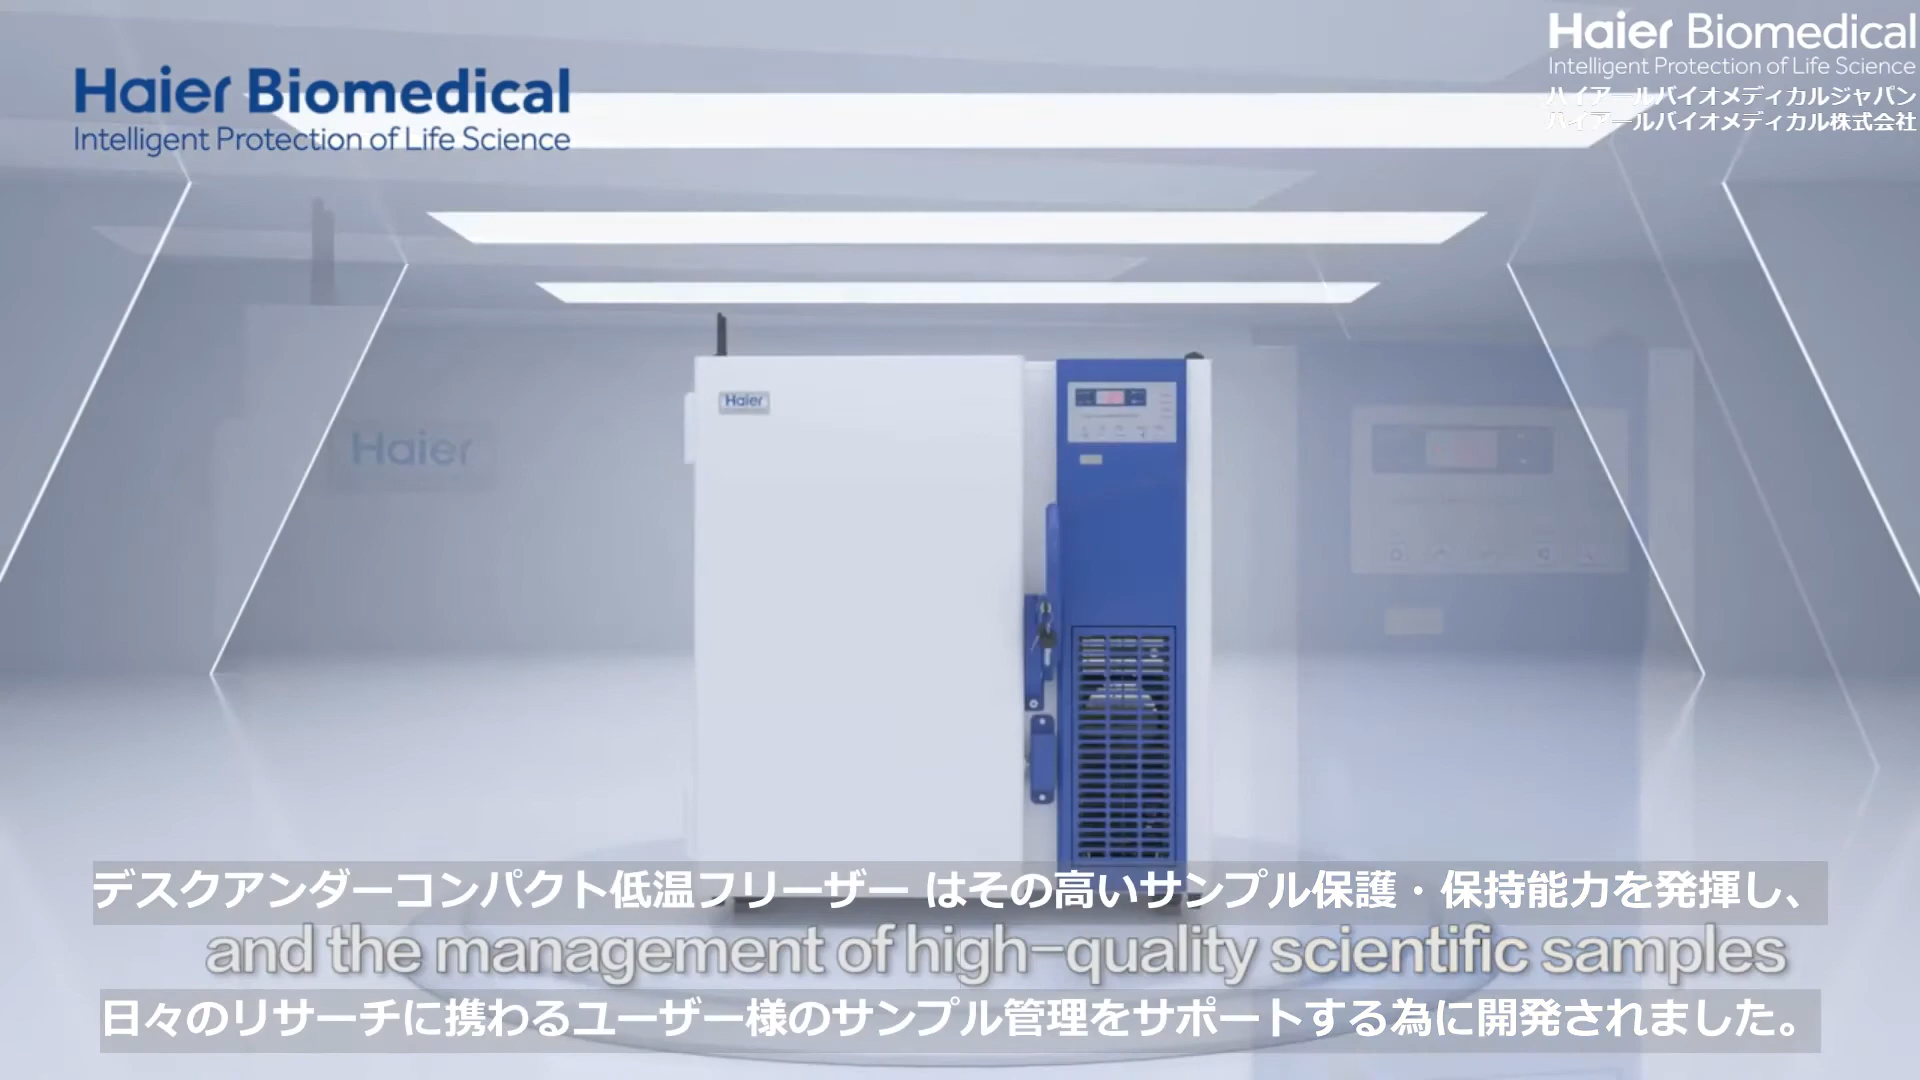 Haier Biomedical
Intelligent Protection of Life Science
Haier Biomedical
Intelligent Protection of Life Science
ハイアールバイオメディカルジャパン
ハイアールバイオメディカル株式会社
Haier
Haier
デスクアンダーコンパクト低温フリーザー はその高いサンプル保護・保持能力を発揮し、
and the management of high-quality scientific samples
日々のリサーチに携わるユーザー様のサンプル管理をサポートする為に開発されました。